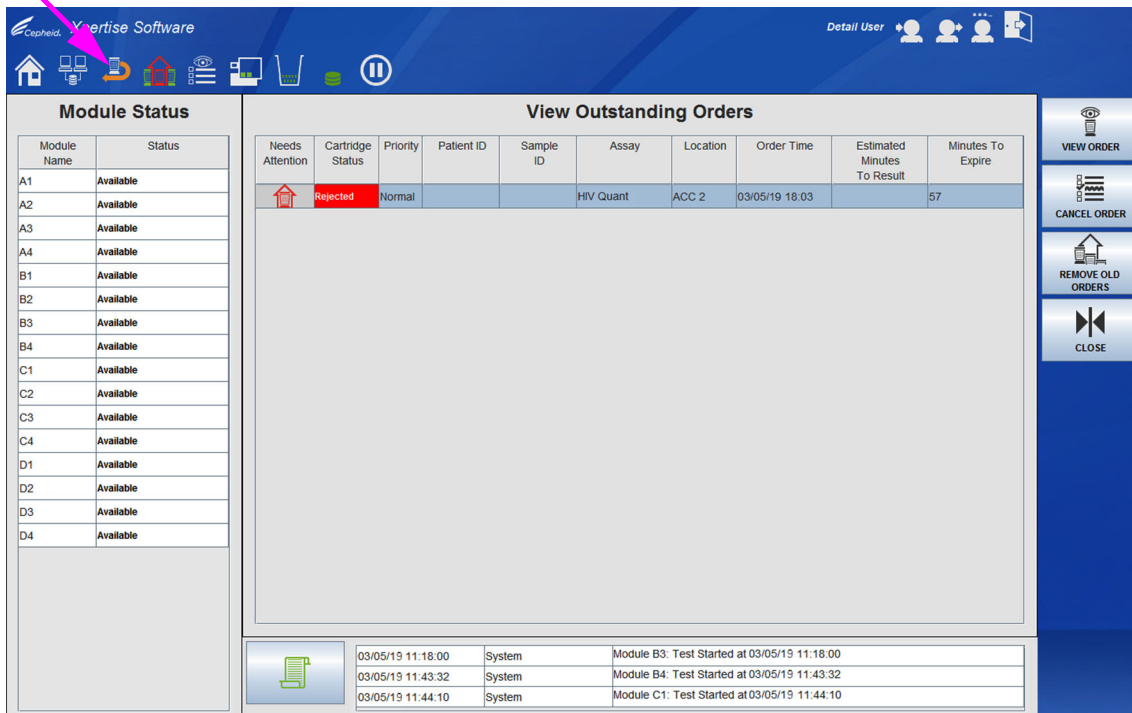 Cepheid. Xpertise Software
Detail User
Module Status
Module Name Status
A1 Available
A2 Available
A3 Available
A4 Available
B1 Available
B2 Available
B3 Available
B4 Available
C1 Available
C2 Available
C3 Available
C4 Available
D1 Available
D2 Available
D3 Available
D4 Available
View Outstanding Orders
Needs Attention Cartridge Status Priority Patient ID Sample ID Assay Location Order Time Estimated Minutes To Result Minutes To Expire
Rejected Normal HIV Quant ACC 2 03/05/19 18:03 57
03/05/19 11:18:00 System Module B3: Test Started at 03/05/19 11:18:00
03/05/19 11:43:32 System Module B4: Test Started at 03/05/19 11:43:32
03/05/19 11:44:10 System Module C1: Test Started at 03/05/19 11:44:10
VIEW ORDER
CANCEL ORDER
REMOVE OLD
ORDERS
CLOSE